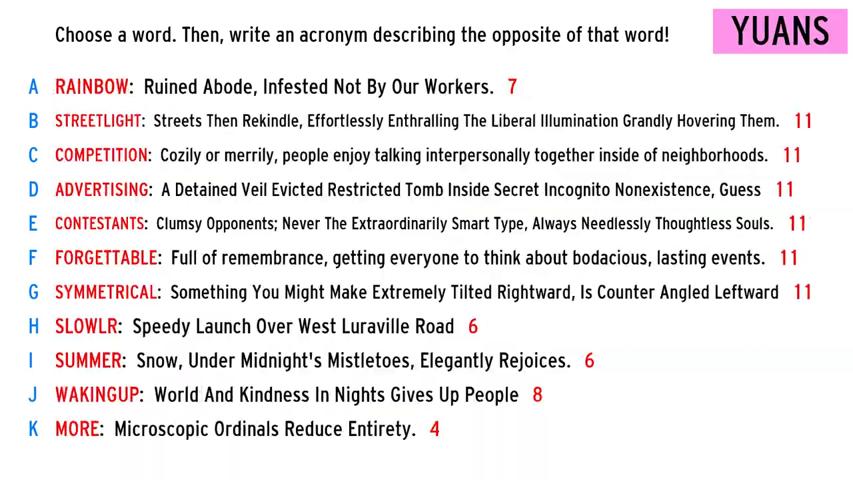 Choose a word. Then, write an acronym describing the opposite of that word!
YUANS
A RAINBOW: Ruined Abode, Infested Not By Our Workers. 7
B STREETLIGHT: Streets Then Rekindle, Effortlessly Enthralling The Liberal Illumination Grandly Hovering Them. 11
C COMPETITION: Cozily or merrily, people enjoy talking interpersonally together inside of neighborhoods. 11
D ADVERTISING: A Detained Veil Evicted Restricted Tomb Inside Secret Incognito Nonexistence, Guess 11
E CONTESTANTS: Clumsy Opponents; Never The Extraordinarily Smart Type, Always Needlessly Thoughtless Souls. 11
F FORGETTABLE: Full of remembrance, getting everyone to think about bodacious, lasting events. 11
G SYMMETRICAL: Something You Might Make Extremely Tilted Rightward, Is Counter Angled Leftward 11
H SLOWLR: Speedy Launch Over West Luraville Road 6
I SUMMER: Snow, Under Midnight's Mistletoes, Elegantly Rejoices. 6
J WAKINGUP: World And Kindness In Nights Gives Up People 8
K MORE: Microscopic Ordinals Reduce Entirety. 4